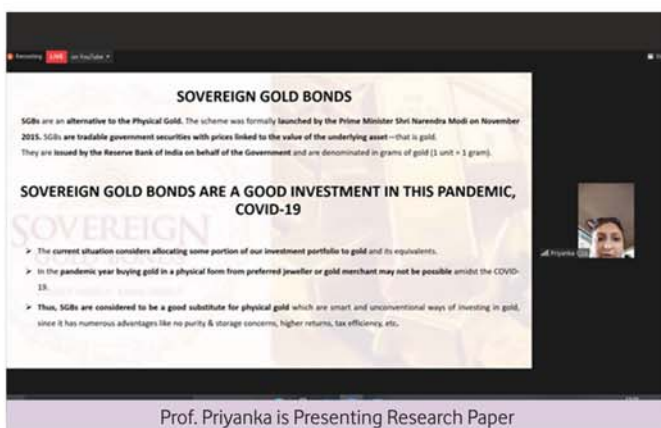 Recording LIVE on YouTube
SOVEREIGN GOLD BONDS
SGBs are an alternative to the Physical Gold. The scheme was formally launched by the Prime Minister Shri Narendra Modi on November
2015. SGBs are tradable government securities with prices linked to the value of the underlying asset—that is gold.
They are issued by the Reserve Bank of India on behalf of the Government and are denominated in grams of gold (1 unit = 1 gram).
SOVEREIGN GOLD BONDS ARE A GOOD INVESTMENT IN THIS PANDEMIC,
COVID-19
SOVEREIGN
GOLD BONDS
➤ The current situation considers allocating some portion of our investment portfolio to gold and its equivalents.
➤ In the pandemic year buying gold in a physical form from preferred jeweller or gold merchant may not be possible amidst the COVID-
19.
➤ Thus, SGBs are considered to be a good substitute for physical gold which are smart and unconventional ways of investing in gold,
since it has numerous advantages like no purity & storage concerns, higher returns, tax efficiency, etc.
Priyanka
Prof. Priyanka is Presenting Research Paper